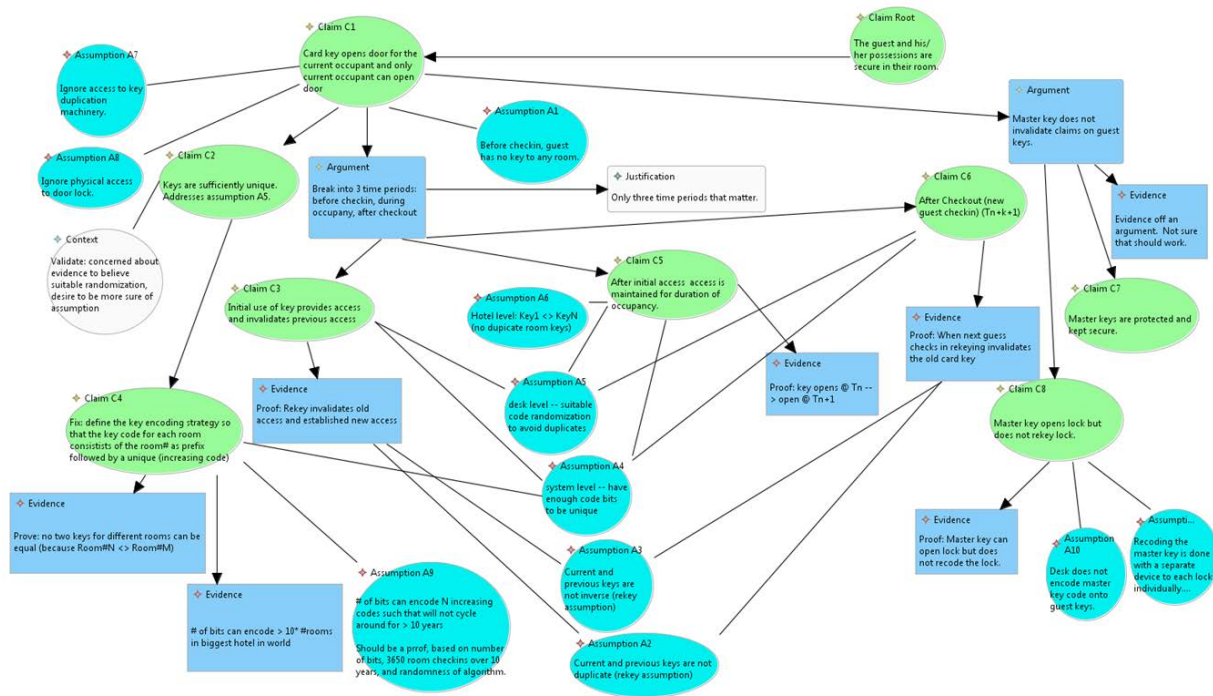 Claim C1
Card key opens door for the
current occupant and only
current occupant can open
door
Claim Root
The guest and his/
her possessions are
secure in their room.
Assumption A7
Ignore access to key
duplication
machinery.
Argument
Master key does not
invalidate claims on guest
keys.
Assumption A1
Before checkin, guest
has no key to any room.
Assumption A8
Ignore physical access
to door lock.
Claim C2
Keys are sufficiently unique.
Addresses assumption A5.
Argument
Break into 3 time periods:
before checkin, during
occupany, after checkout
Justification
Only three time periods that matter.
Claim C6
After Checkout (new
guest checkin) (Tn+k+1)
Evidence
Evidence off an
argument. Not sure
that should work.
Context
Validate: concerned about
evidence to believe
suitable randomization,
desire to be more sure of
assumption
Claim C3
Initial use of key provides access
and invalidates previous access
Claim C5
After initial access access is
maintained for duration of
occupancy.
Assumption A6
Hotel level: Key1 <> KeyN
(no dupicate room keys)
Claim C7
Master keys are protected and
kept secure.
Evidence
Proof: When next guess
checks in rekeying invalidates
the old card key
Evidence
Proof: key opens @ Tn --
> open @ Tn+1
Assumption A5
desk level -- suitable
code randomization
to avoid duplicates
Evidence
Proof: Rekey invalidates old
access and established new access
Claim C4
Fix: define the key encoding strategy so
that the key code for each room
consistists of the room# as prefix
followed by a unique (increasing code)
Claim C8
Master key opens lock but
does not rekey lock.
Assumption A4
system level -- have
enough code bits
to be unique
Evidence
Prove: no two keys for different rooms can be
equal (because Room#N <> Room#M)
Evidence
Proof: Master key can
open lock but does
not recode the lock.
Assumption
A10
Desk does not
encode master
key code onto
guest keys.
Assumpti...
Recoding the
master key is done
with a separate
device to each lock
individually....
Assumption A3
Current and
previous keys are
not inverse (rekey
assumption)
Assumption A9
# of bits can encode N increasing
codes such that will not cycle
around for > 10 years
Should be a prrof, based on number
of bits, 3650 room checkins over 10
years, and randomness of algorithm.
Evidence
# of bits can encode > 10* #rooms
in biggest hotel in world
Assumption A2
Current and previous keys are not
duplicate (rekey assumption)